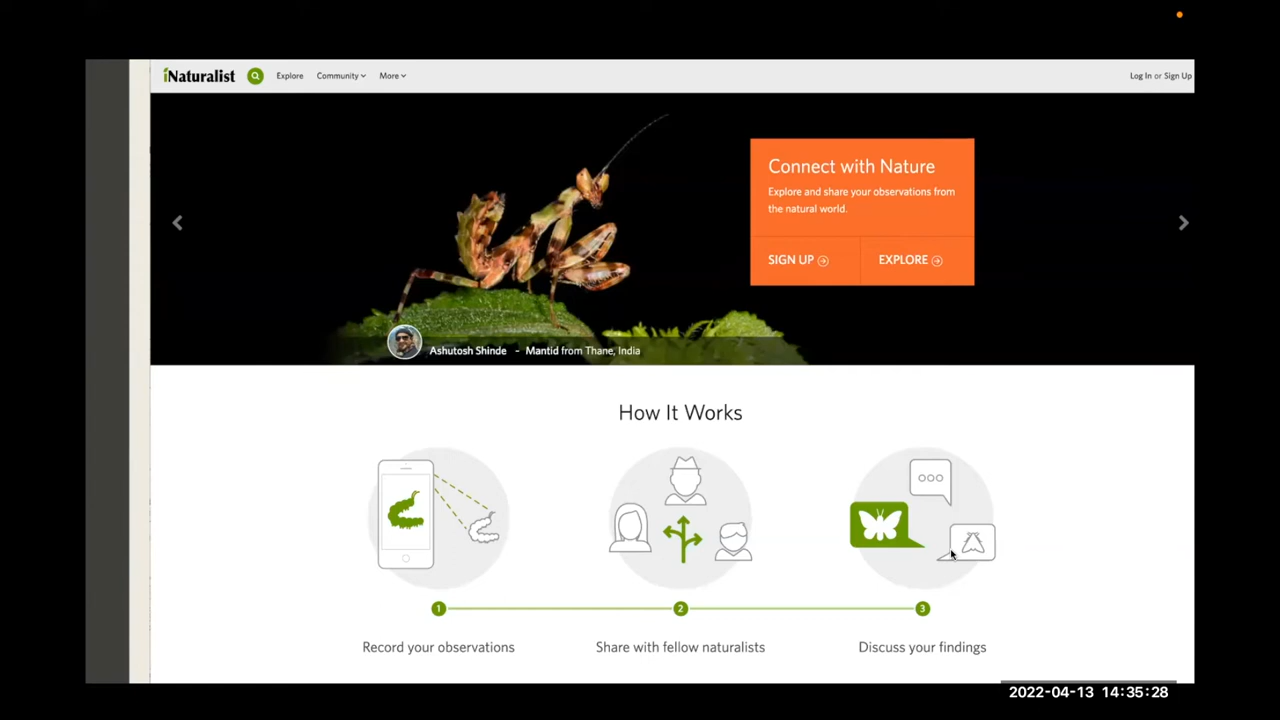 iNaturalist Explore Community More Log In or Sign Up
Connect with Nature
Explore and share your observations from
the natural world.
SIGN UP EXPLORE
Ashutosh Shinde - Mantid from Thane, India
How It Works
1 2 3
Record your observations Share with fellow naturalists Discuss your findings
2022-04-13 14:35:28